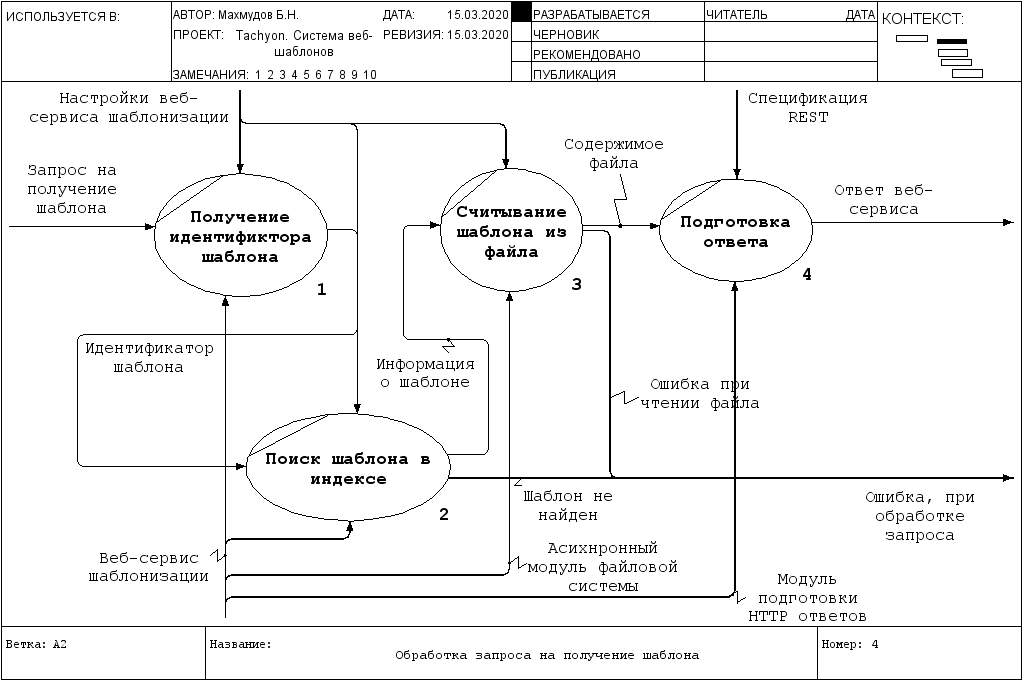 ИСПОЛЬЗУЕТСЯ В:
АВТОР: Махмудов Б.Н.
ДАТА: 15.03.2020
ПРОЕКТ: Tachyon. Система веб-
шаблонов
РЕВИЗИЯ: 15.03.2020
ЗАМЕЧАНИЯ: 1 2 3 4 5 6 7 8 9 10
РАЗРАБАТЫВАЕТСЯ
ЧЕРНОВИК
РЕКОМЕНДОВАНО
ПУБЛИКАЦИЯ
ЧИТАТЕЛЬ
ДАТА
КОНТЕКСТ:
Настройки веб-
сервиса шаблонизации
Спецификация
REST
Запрос на
получение
шаблона
Содержимое
файла
Ответ веб-
сервиса
Получение
идентификтора
шаблона
1
Считывание
шаблона из
файла
3
Подготовка
ответа
4
Идентификатор
шаблона
Информация
о шаблоне
Ошибка при
чтении файла
Поиск шаблона в
индексе
2
Шаблон не
найден
Ошибка, при
обработке
запроса
Веб-сервис
шаблонизации
Асихнронный
модуль файловой
системы
Модуль
подготовки
HTTP ответов
Ветка: A2
Название:
Обработка запроса на получение шаблона
Номер: 4